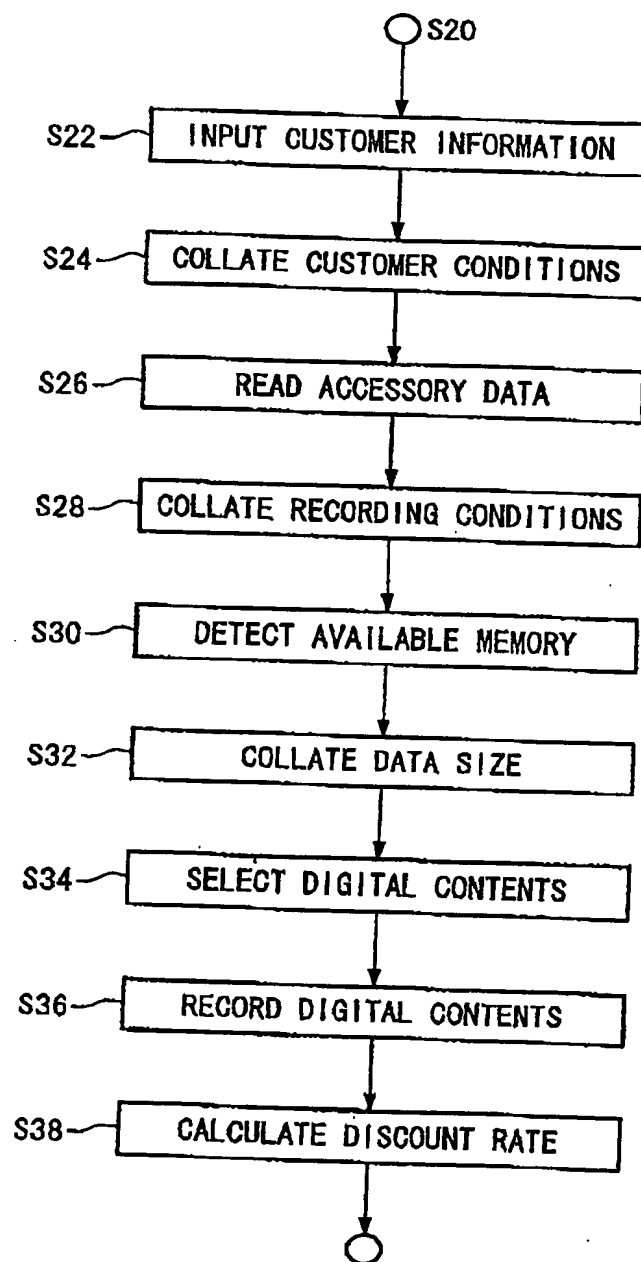 S20
S22 INPUT CUSTOMER INFORMATION
S24 COLLATE CUSTOMER CONDITIONS
S26 READ ACCESSORY DATA
S28 COLLATE RECORDING CONDITIONS
S30 DETECT AVAILABLE MEMORY
S32 COLLATE DATA SIZE
S34 SELECT DIGITAL CONTENTS
S36 RECORD DIGITAL CONTENTS
S38 CALCULATE DISCOUNT RATE